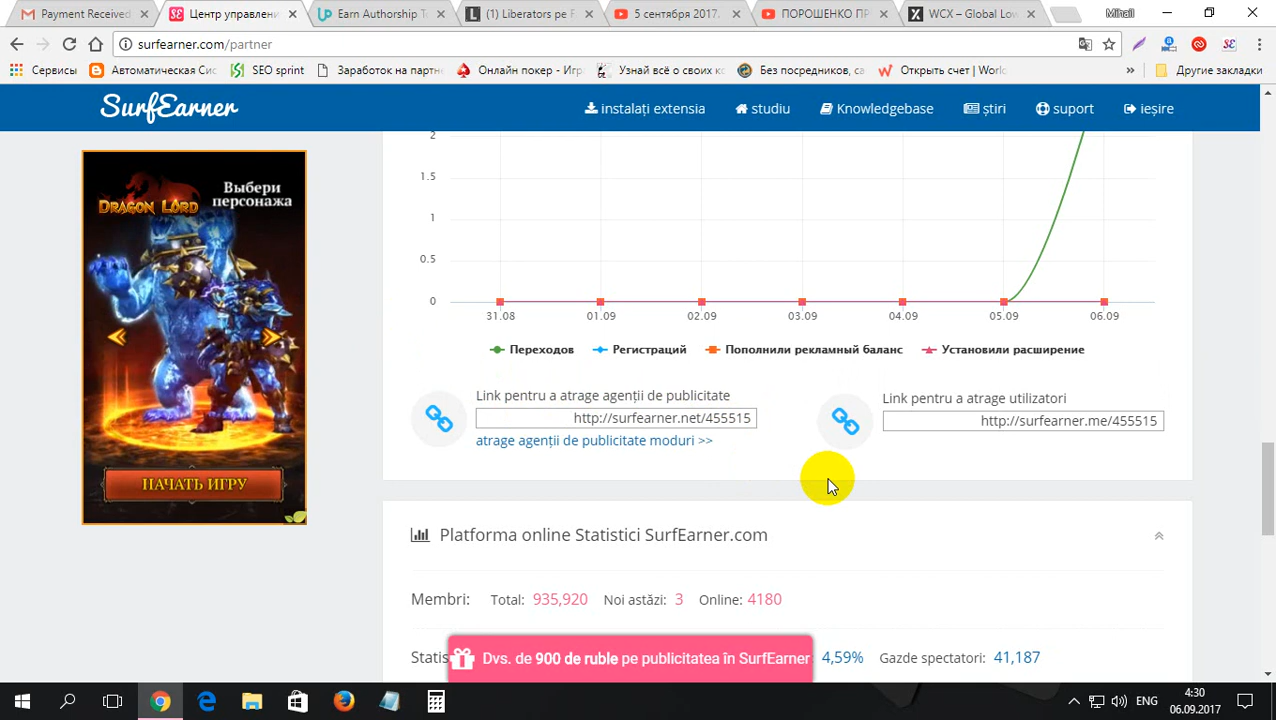 Payment Received
Центр управлени
Earn Authorship T
(1) Liberators pe F
5 сентября 2017.
ПОРОШЕНКО ПР
WCX – Global Low
Mihail
surfearner.com/partner
Сервисы
Автоматическая Сис
SEO sprint
Заработок на партне
Онлайн покер - Игр
Узнай всё о своих ко
Без посредников, са
Открыть счет | Worl
»
Другие закладки
SurfEarner
instalați extensia
studiu
Knowledgebase
știri
suport
ieșire
DRAGON LORD
Выбери
персонажа
НАЧАТЬ ИГРУ
2
1.5
1
0.5
0
31.08 01.09 02.09 03.09 04.09 05.09 06.09
Переходов Регистраций Пополнили рекламный баланс Установили расширение
Link pentru a atrage agenții de publicitate
http://surfearner.net/455515
atrage agenții de publicitate moduri >>
Link pentru a atrage utilizatori
http://surfearner.me/455515
Platforma online Statistici SurfEarner.com
Membri: Total: 935,920 Noi astăzi: 3 Online: 4180
Statis
4,59% Gazde spectatori: 41,187
Dvs. de 900 de ruble pe publicitatea în SurfEarner
ENG
4:30
06.09.2017